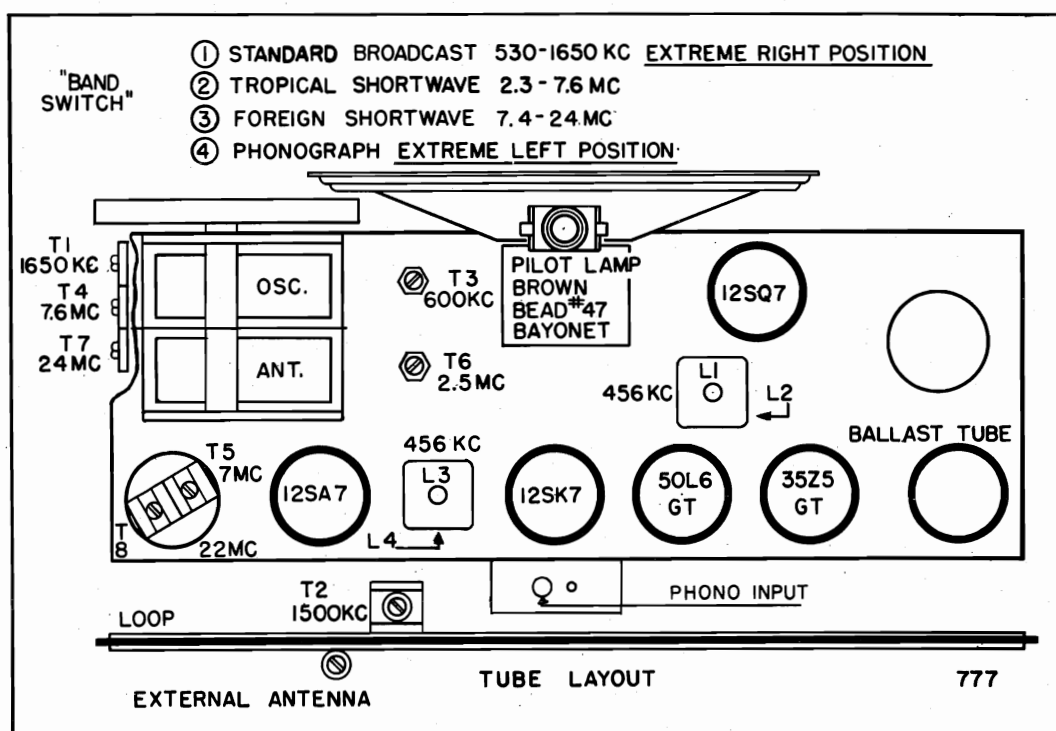 "BAND
SWITCH"
① STANDARD BROADCAST 530-1650 KC EXTREME RIGHT POSITION
② TROPICAL SHORTWAVE 2.3 - 7.6 MC
③ FOREIGN SHORTWAVE 7.4 - 24 MC
④ PHONOGRAPH EXTREME LEFT POSITION
T1
1650 KC
T4
7.6 MC
T7
24 MC
OSC.
ANT.
T3
600KC
T6
2.5 MC
PILOT LAMP
BROWN
BEAD #47
BAYONET
12SQ7
L1
456 KC
L2
BALLAST TUBE
T5
7MC
T8
22MC
12SA7
456 KC
L3
L4
12SK7
50L6
GT
35Z5
GT
T2
1500KC
PHONO INPUT
LOOP
EXTERNAL ANTENNA
TUBE LAYOUT
777